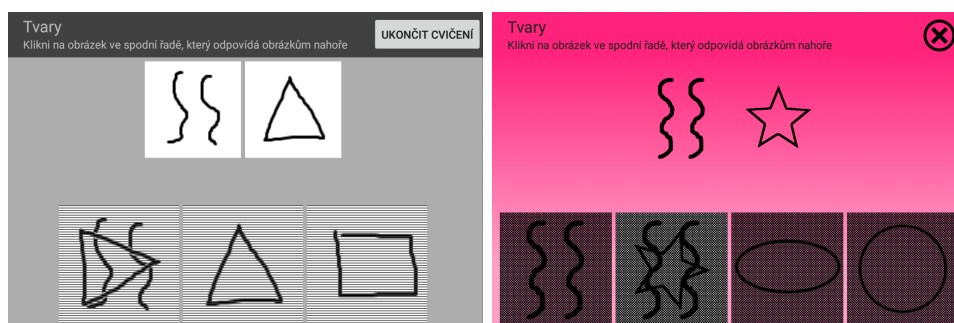 Tvary
Klikni na obrázek ve spodní řadě, který odpovídá obrázkům nahoře
UKONČIT CVIČENÍ
Tvary
Klikni na obrázek ve spodní řadě, který odpovídá obrázkům nahoře